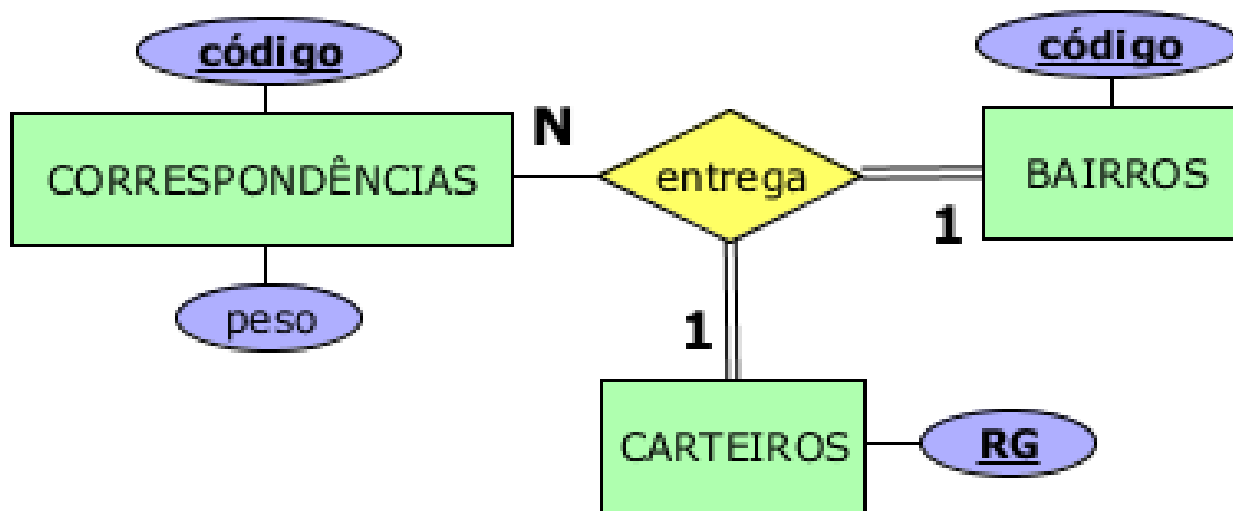 código
código
CORRESPONDÊNCIAS
N
entrega
BAIRROS
1
peso
1
CARTEIROS
RG